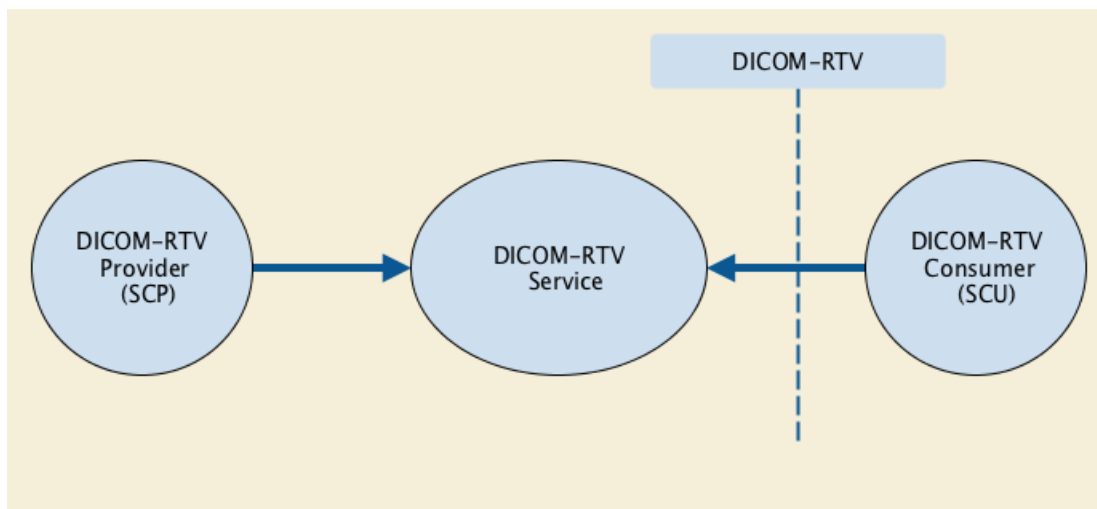 DICOM–RTV
DICOM–RTV
Provider
(SCP)
DICOM–RTV
Service
DICOM–RTV
Consumer
(SCU)